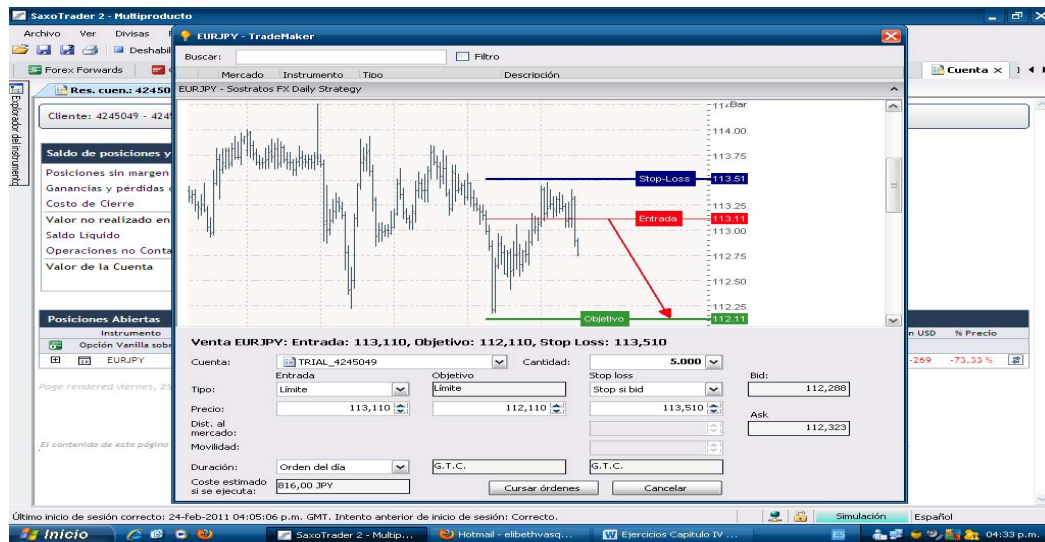 SaxoTrader 2 - Multiproducto
Archivo Ver Divisas
Deshabil
Forex Forwards
Cuenta
Res. cuen.: 42450
Explorador del instrumento
Cliente: 4245049 - 424
Saldo de posiciones y
Posiciones sin margen
Ganancias y pérdidas
Costo de Cierre
Valor no realizado en
Saldo Líquido
Operaciones no Conta
Valor de la Cuenta
Posiciones Abiertas
Instrumento
n USD % Precio
Opción Vanilla sobr
EURJPY
-269 -73,33 %
Page rendered viernes, 25
El contenido de esta página
EURJPY - TradeMaker
Buscar:
Filtro
Mercado Instrumento Tipo Descripción
EURJPY - Sostratos FX Daily Strategy
Bar
114.00
113.75
Stop-Loss 113.51
113.25
Entrada 113.11
113.00
112.75
112.50
112.25
Objetivo 112.11
Venta EURJPY: Entrada: 113,110, Objetivo: 112,110, Stop Loss: 113,510
Cuenta: TRIAL_4245049 Cantidad: 5.000
Entrada Objetivo Stop loss Bid:
Tipo: Límite Límite Stop si bid 112,288
Precio: 113,110 112,110 113,510 Ask
Dist. al mercado: 112,323
Movilidad:
Duración: Orden del día G.T.C. G.T.C.
Coste estimado si se ejecuta: 816,00 JPY Cursar órdenes Cancelar
Último inicio de sesión correcto: 24-feb-2011 04:05:06 p.m. GMT. Intento anterior de inicio de sesión: Correcto.
Simulación Español
Inicio
SaxoTrader 2 - Multip...
Hotmail - elibethvasq...
Ejercicios Capítulo IV ...
ES
04:33 p.m.